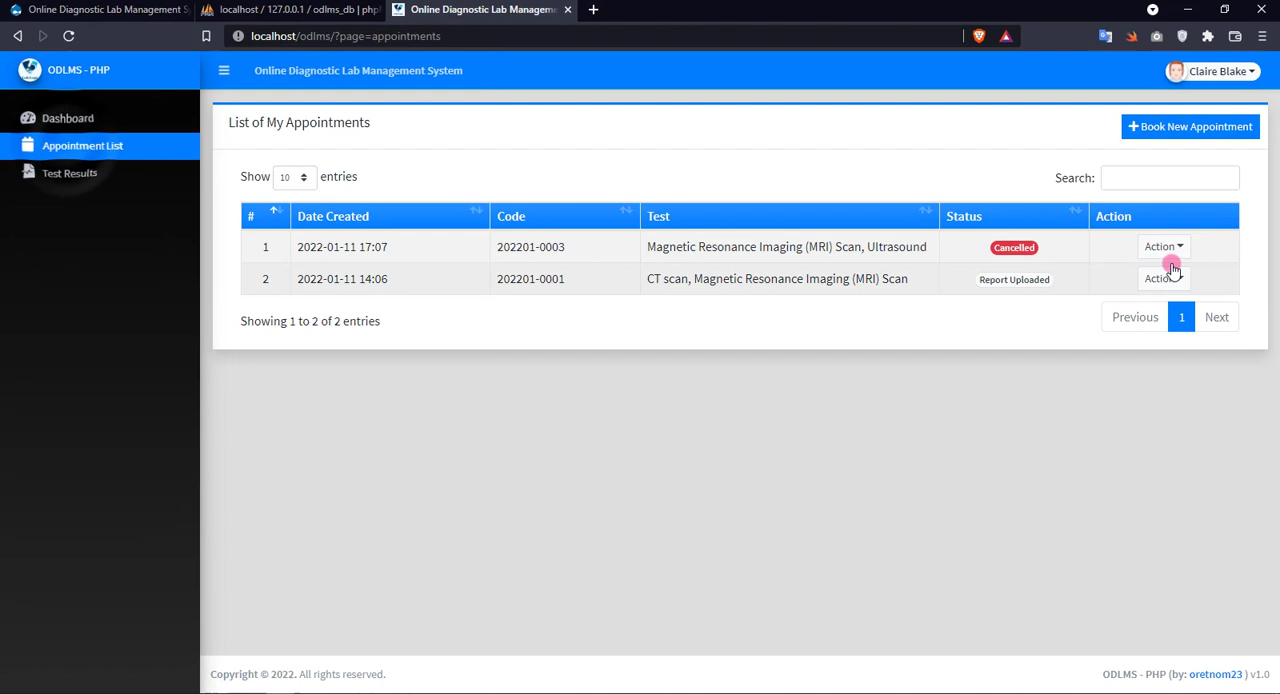 Online Diagnostic Lab Management S
localhost / 127.0.0.1 / odlms_db | php
Online Diagnostic Lab Managem
localhost/odlms/?page=appointments
ODLMS - PHP
Online Diagnostic Lab Management System
Claire Blake
Dashboard
Appointment List
Test Results
List of My Appointments
Book New Appointment
Show 10 entries
Search:
# Date Created Code Test Status Action
1 2022-01-11 17:07 202201-0003 Magnetic Resonance Imaging (MRI) Scan, Ultrasound Cancelled Action
2 2022-01-11 14:06 202201-0001 CT scan, Magnetic Resonance Imaging (MRI) Scan Report Uploaded Action
Showing 1 to 2 of 2 entries
Previous 1 Next
Copyright © 2022. All rights reserved.
ODLMS - PHP (by: oretnom23 ) v1.0